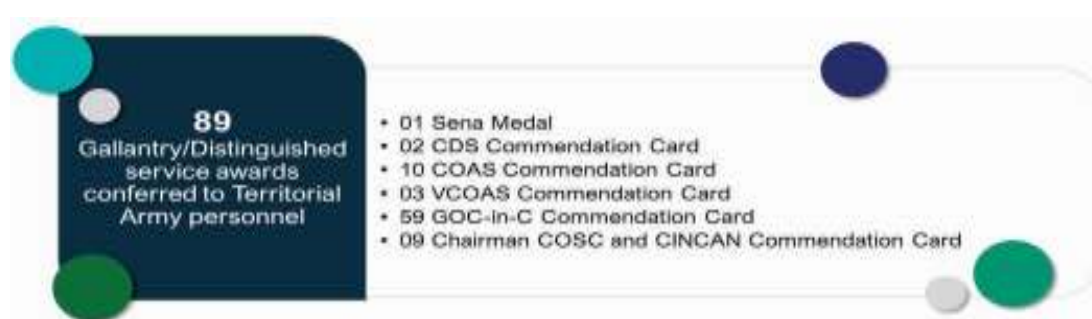 89
Gallantry/Distinguished
service awards
conferred to Territorial
Army personnel
• 01 Sena Medal
• 02 CDS Commendation Card
• 10 COAS Commendation Card
• 03 VCOAS Commendation Card
• 59 GOC-in-C Commendation Card
• 09 Chairman COSC and CINCAN Commendation Card